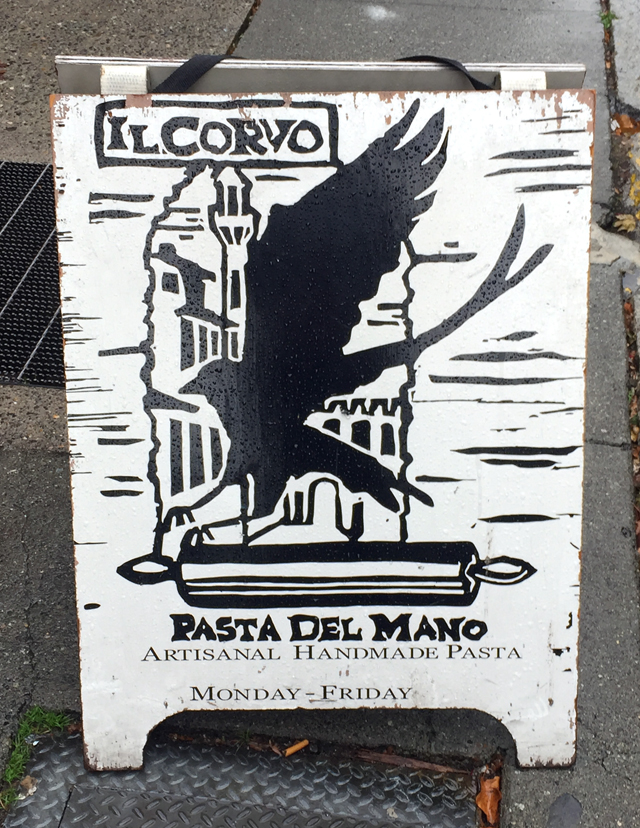 IL CORVO
PASTA DEL MANO
ARTISANAL HANDMADE PASTA
MONDAY-FRIDAY